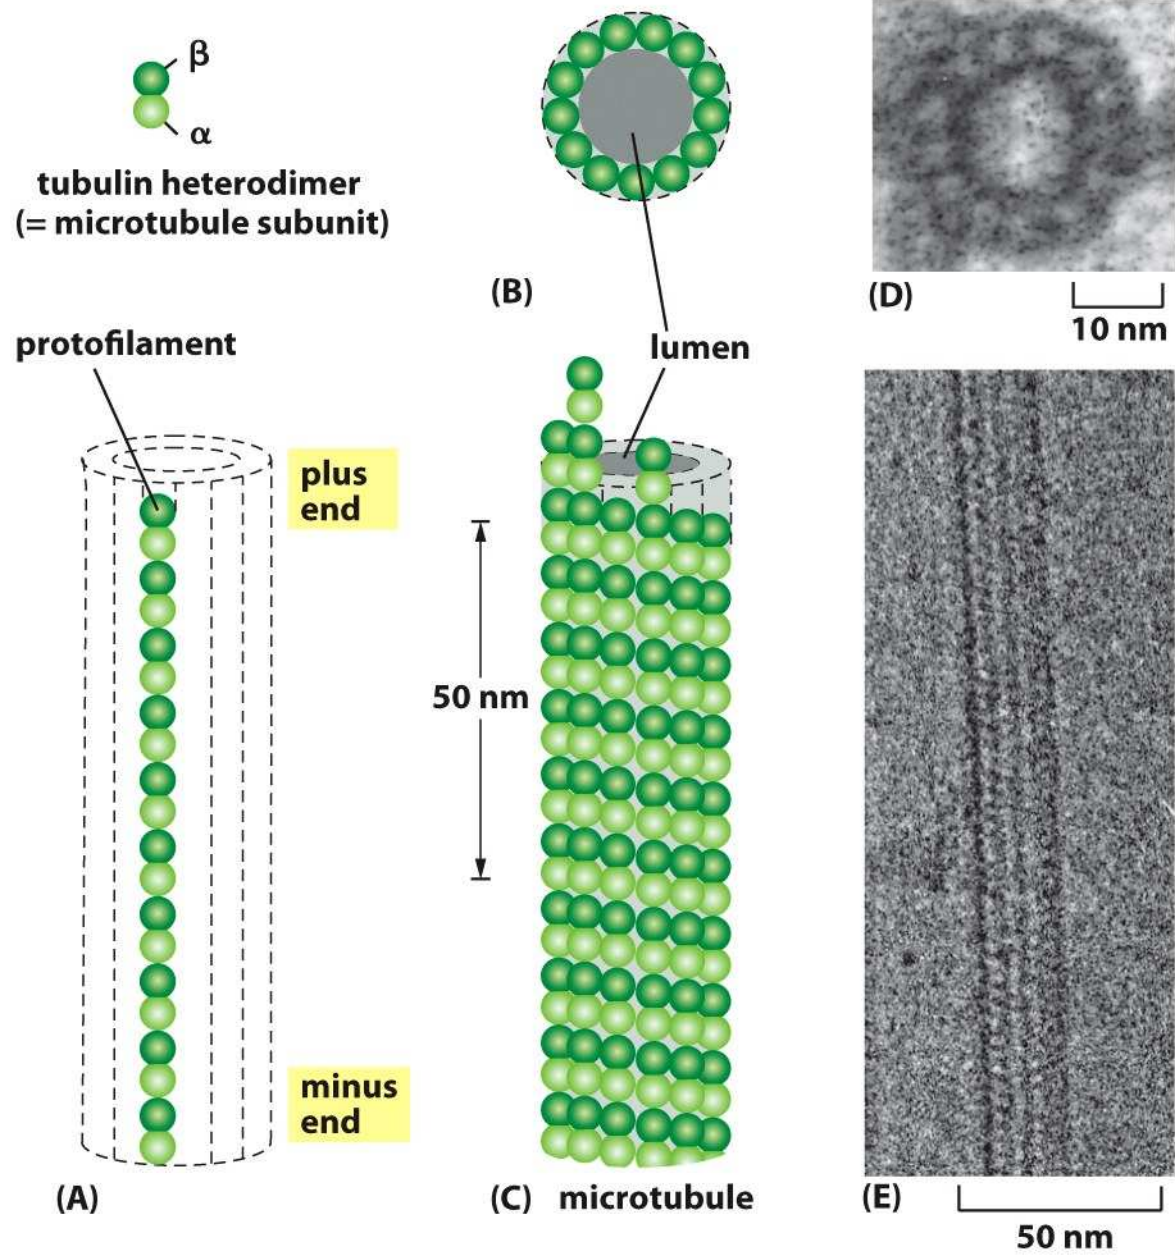 β
α
tubulin heterodimer
(= microtubule subunit)
protofilament
plus
end
minus
end
(A)
(B)
lumen
50 nm
(C) microtubule
(D)
10 nm
(E)
50 nm